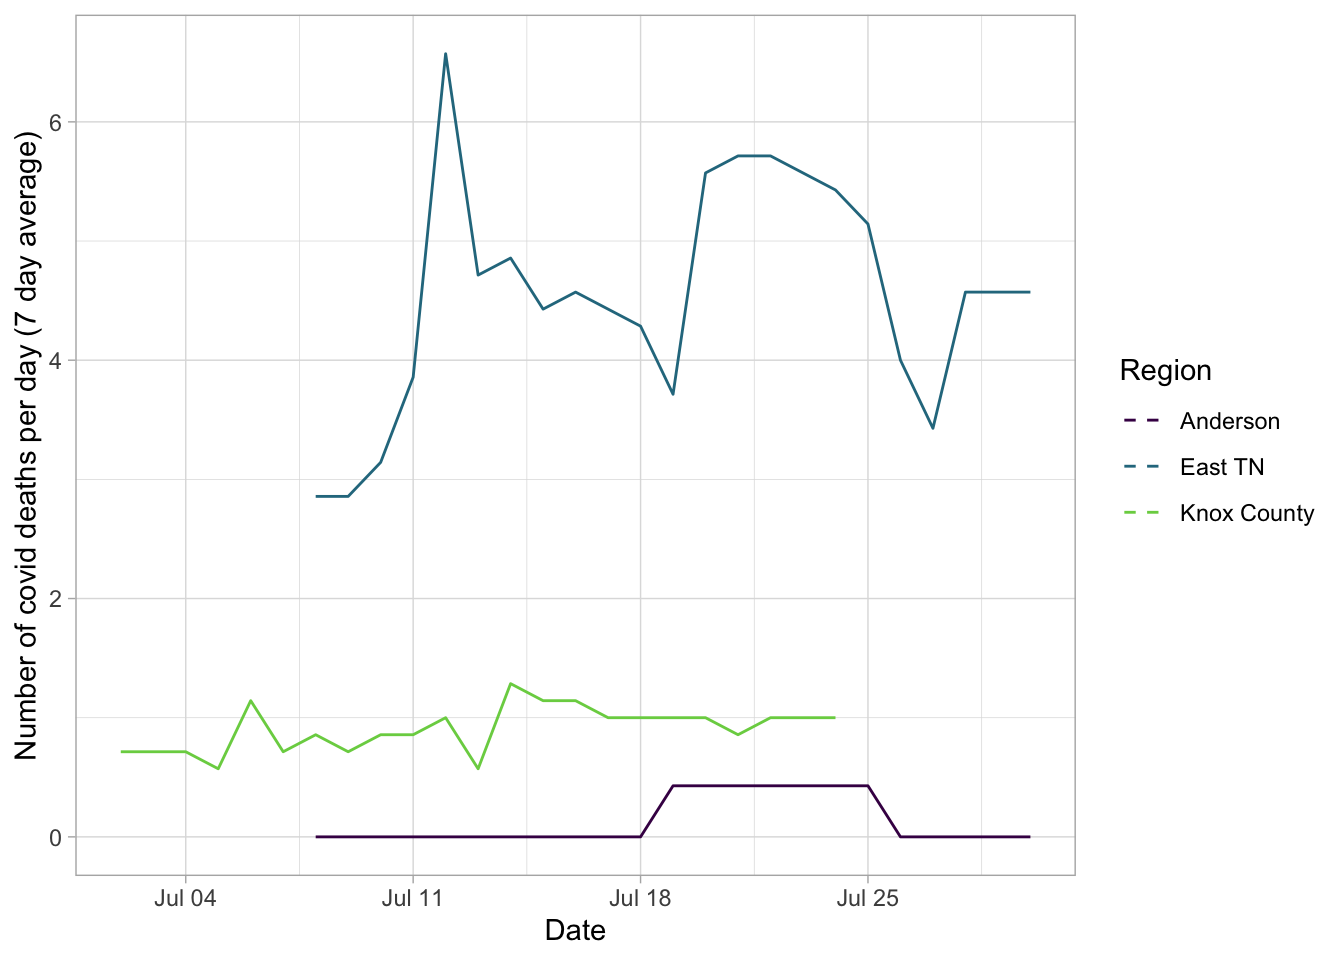 Number of covid deaths per day (7 day average)
6
4
2
0
Jul 04
Jul 11
Jul 18
Jul 25
Date
Region
Anderson
East TN
Knox County